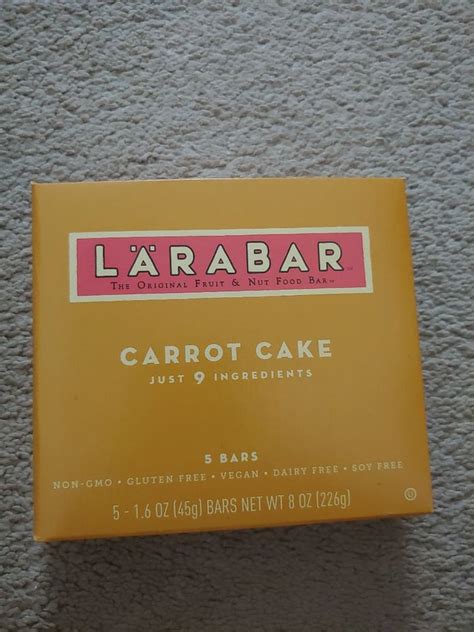 LÄRABAR
THE ORIGINAL FRUIT & NUT FOOD BAR™
CARROT CAKE
JUST 9 INGREDIENTS
5 BARS
NON-GMO • GLUTEN FREE • VEGAN • DAIRY FREE • SOY FREE
5 - 1.6 OZ (45g) BARS NET WT 8 OZ (226g)